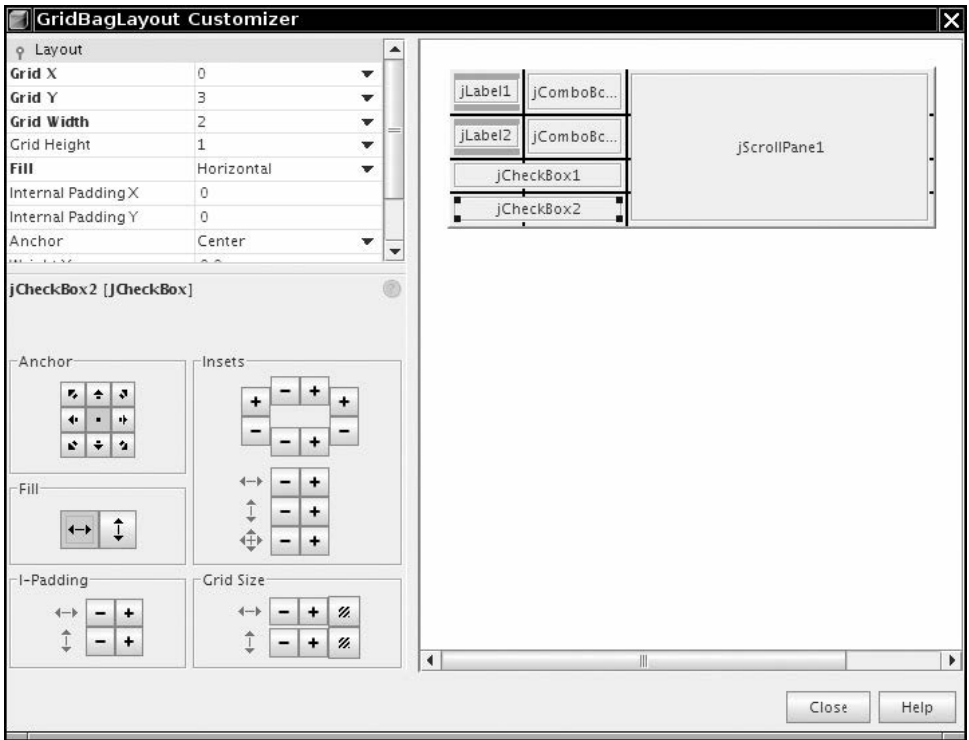 GridBagLayout Customizer
Layout
Grid X 0
Grid Y 3
Grid Width 2
Grid Height 1
Fill Horizontal
Internal Padding X 0
Internal Padding Y 0
Anchor Center
jCheckBox2 [JCheckBox]
Anchor
Insets
Fill
I-Padding
Grid Size
jLabel1 jComboBc...
jLabel2 jComboBc...
jCheckBox1
jCheckBox2
jScrollPane1
Close Help